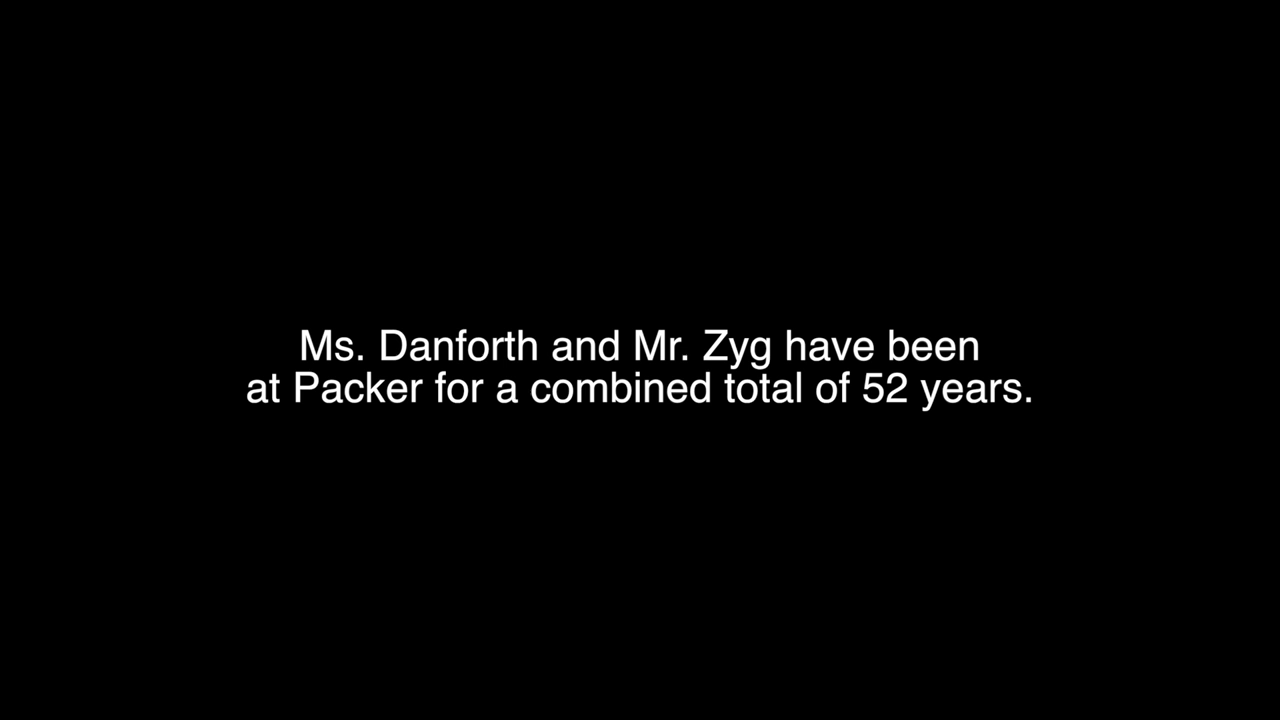 Ms. Danforth and Mr. Zyg have been
at Packer for a combined total of 52 years.